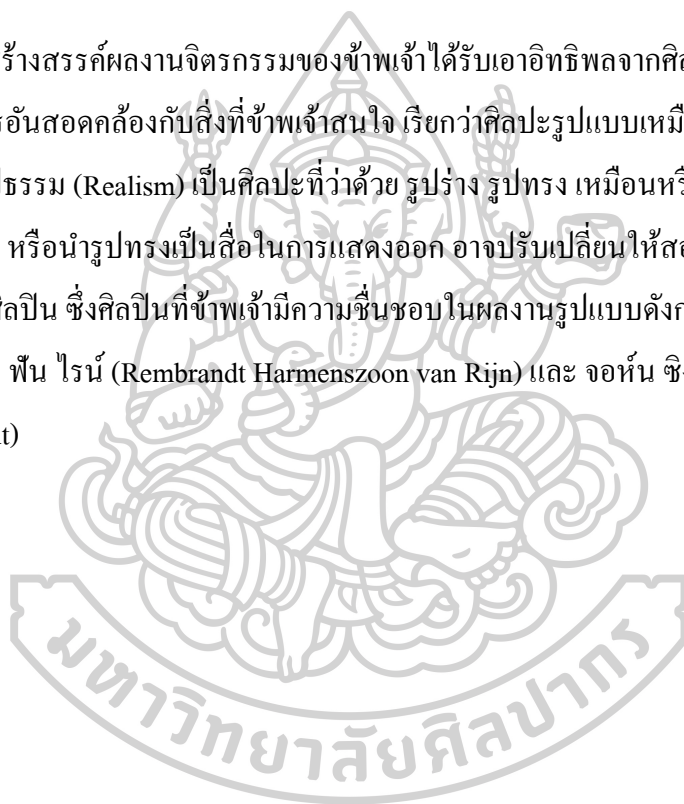 ร้างสรรค์ผลงานจิตรกรรมของข้าพเจ้าได้รับเอาอิทธิพลจากศิล
รอันสอดคล้องกับสิ่งที่ข้าพเจ้าสนใจ เรียกว่าศิลปะรูปแบบเหมื
ปธรรม (Realism) เป็นศิลปะที่ว่าด้วย รูปร่าง รูปทรง เหมือนหรื
หรือนำรูปทรงเป็นสื่อในการแสดงออก อาจปรับเปลี่ยนให้สอ
ศิลปิน ซึ่งศิลปินที่ข้าพเจ้ามีความชื่นชอบในผลงานรูปแบบดังก
ฟัน ไรน์ (Rembrandt Harmenszoon van Rijn) และ จอห์น ซิ
t)
มหาวิทยาลัยศิลปากร